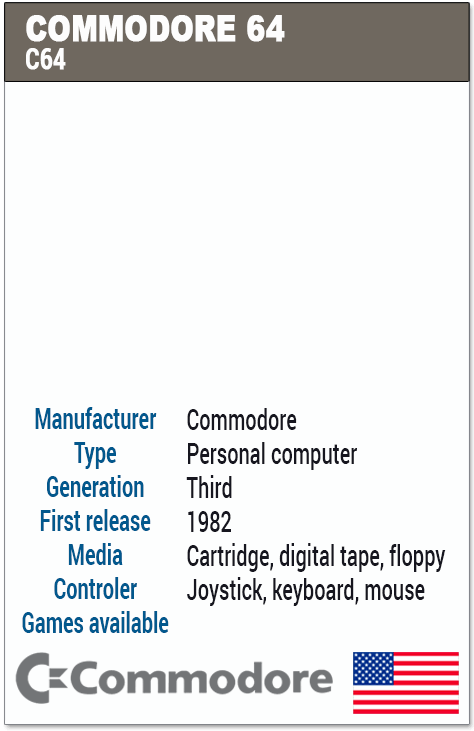 COMMODORE 64
C64
Manufacturer Commodore
Type Personal computer
Generation Third
First release 1982
Media Cartridge, digital tape, floppy
Controler Joystick, keyboard, mouse
Games available
Commodore